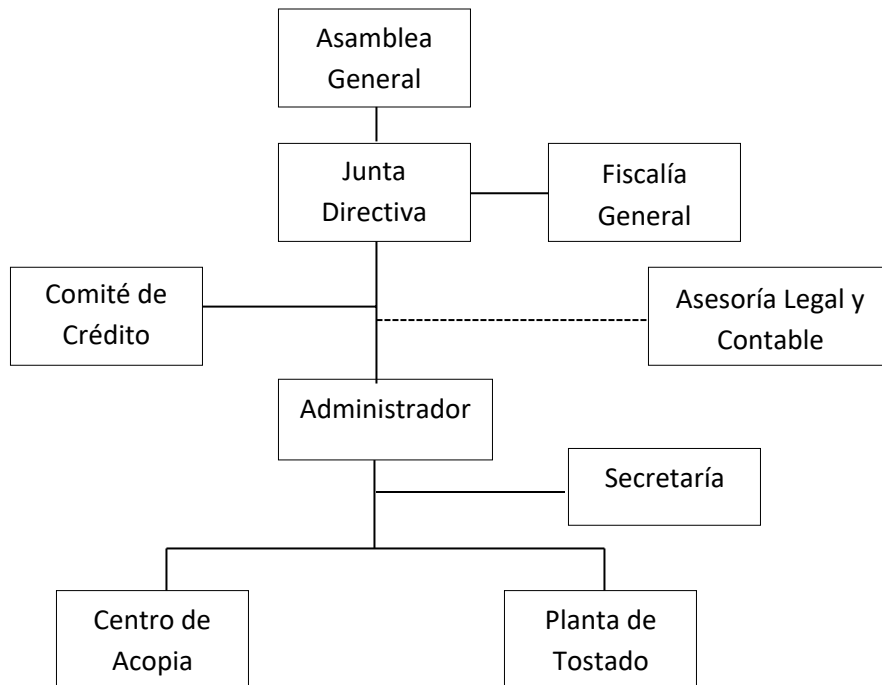 Asamblea
General
Junta
Directiva
Fiscalía
General
Comité de
Crédito
Asesoría Legal y
Contable
Administrador
Secretaría
Centro de
Acopia
Planta de
Tostado